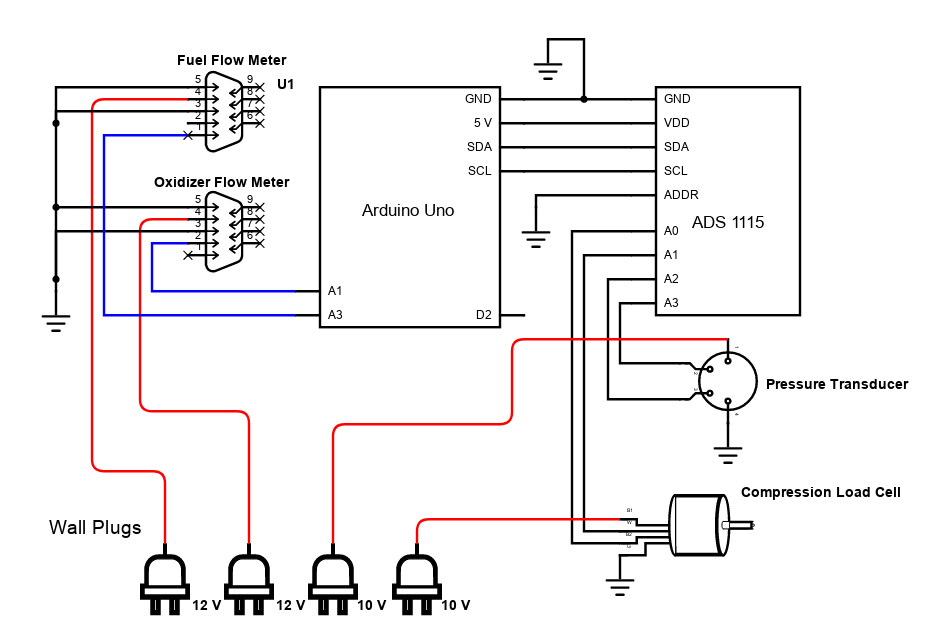 Fuel Flow Meter
U1
5
4
3
2
1
9
8
7
6
Oxidizer Flow Meter
5
4
3
2
1
9
8
7
6
Arduino Uno
GND
5 V
SDA
SCL
A1
A3
D2
GND
VDD
SDA
SCL
ADDR
ADS 1115
A0
A1
A2
A3
Pressure Transducer
Compression Load Cell
Wall Plugs
12 V
12 V
10 V
10 V